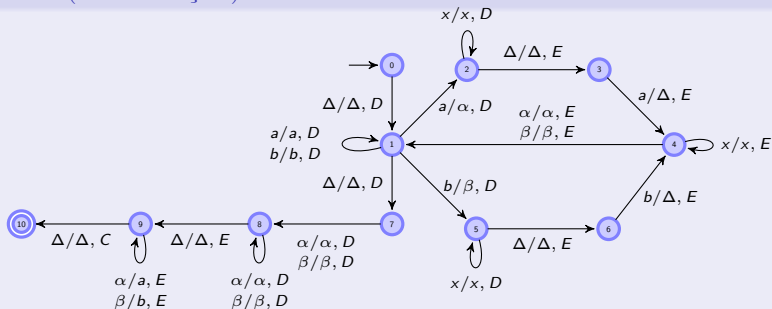 x/x, D
0
2
Δ/Δ, E
3
Δ/Δ, D
a/α, D
a/Δ, E
α/α, E
β/β, E
a/a, D
b/b, D
1
4
x/x, E
Δ/Δ, D
b/β, D
b/Δ, E
10
Δ/Δ, C
9
Δ/Δ, E
8
α/α, D
β/β, D
7
5
Δ/Δ, E
6
α/a, E
β/b, E
α/α, D
β/β, D
x/x, D